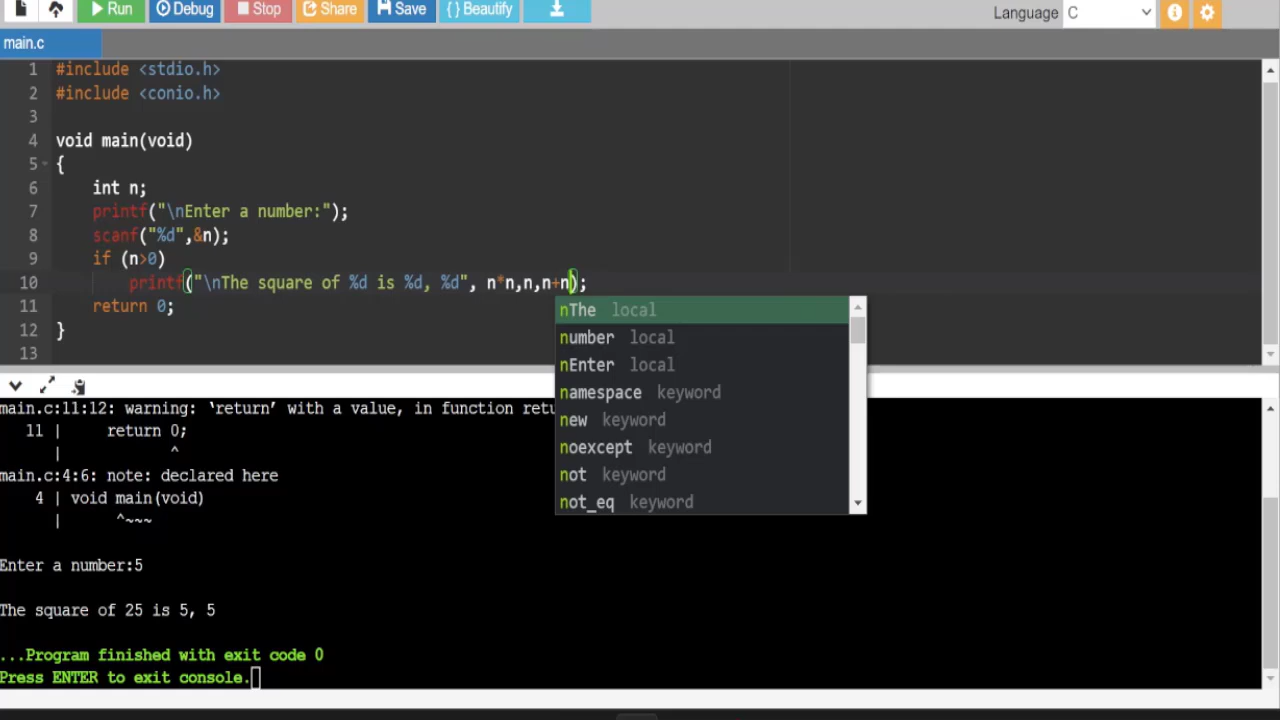 Run Debug Stop Share Save { } Beautify
Language C
main.c
1 #include <stdio.h>
2 #include <conio.h>
3
4 void main(void)
5 {
6 int n;
7 printf("\nEnter a number:");
8 scanf("%d",&n);
9 if (n>0)
10 printf("\nThe square of %d is %d, %d", n*n,n,n+n);
11 return 0;
12 }
13
nThe local
number local
nEnter local
namespace keyword
new keyword
noexcept keyword
not keyword
not_eq keyword
main.c:11:12: warning: ‘return’ with a value, in function retu
11 | return 0;
| ^
main.c:4:6: note: declared here
4 | void main(void)
| ^~~~
Enter a number:5
The square of 25 is 5, 5
...Program finished with exit code 0
Press ENTER to exit console.